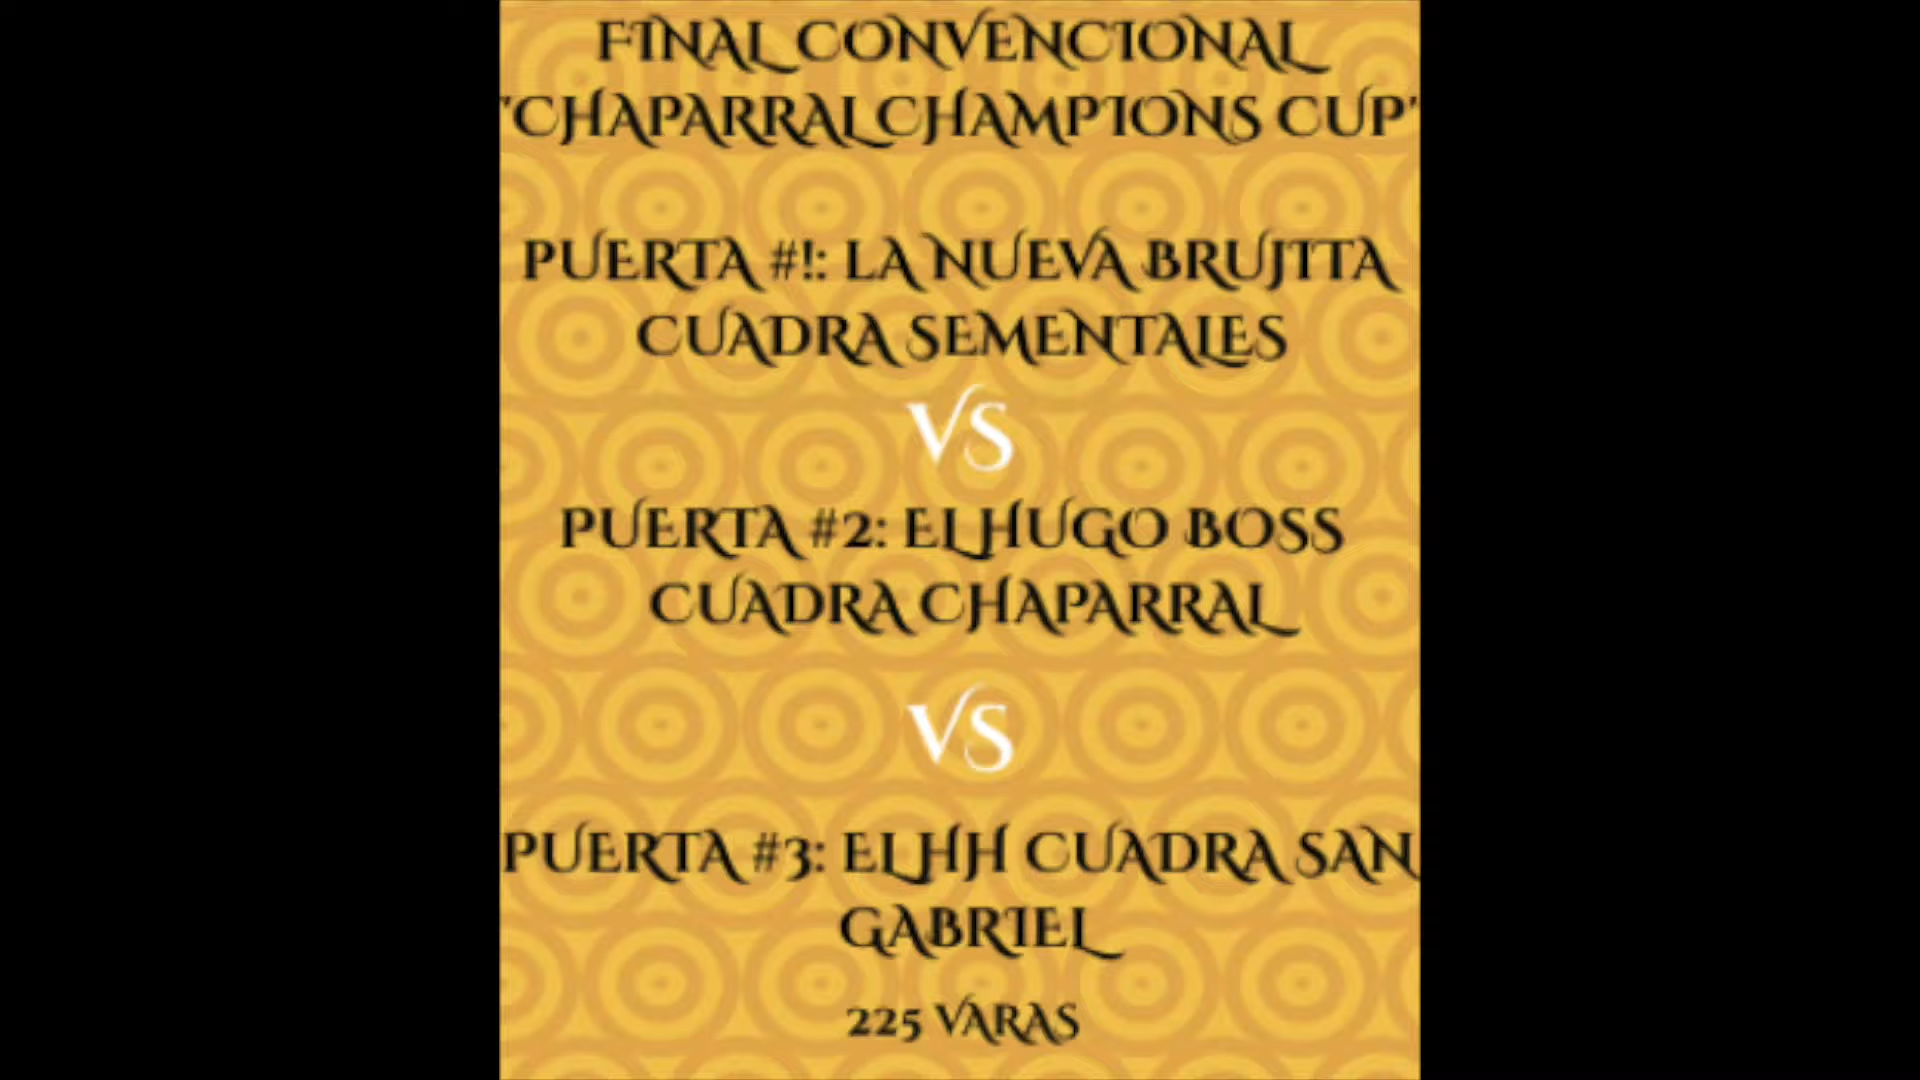 FINAL CONVENCIONAL
"CHAPARRAL CHAMPIONS CUP"
PUERTA #!: LA NUEVA BRUJITA
CUADRA SEMENTALES
VS
PUERTA #2: EL HUGO BOSS
CUADRA CHAPARRAL
VS
PUERTA #3: EL HH CUADRA SAN
GABRIEL
225 VARAS